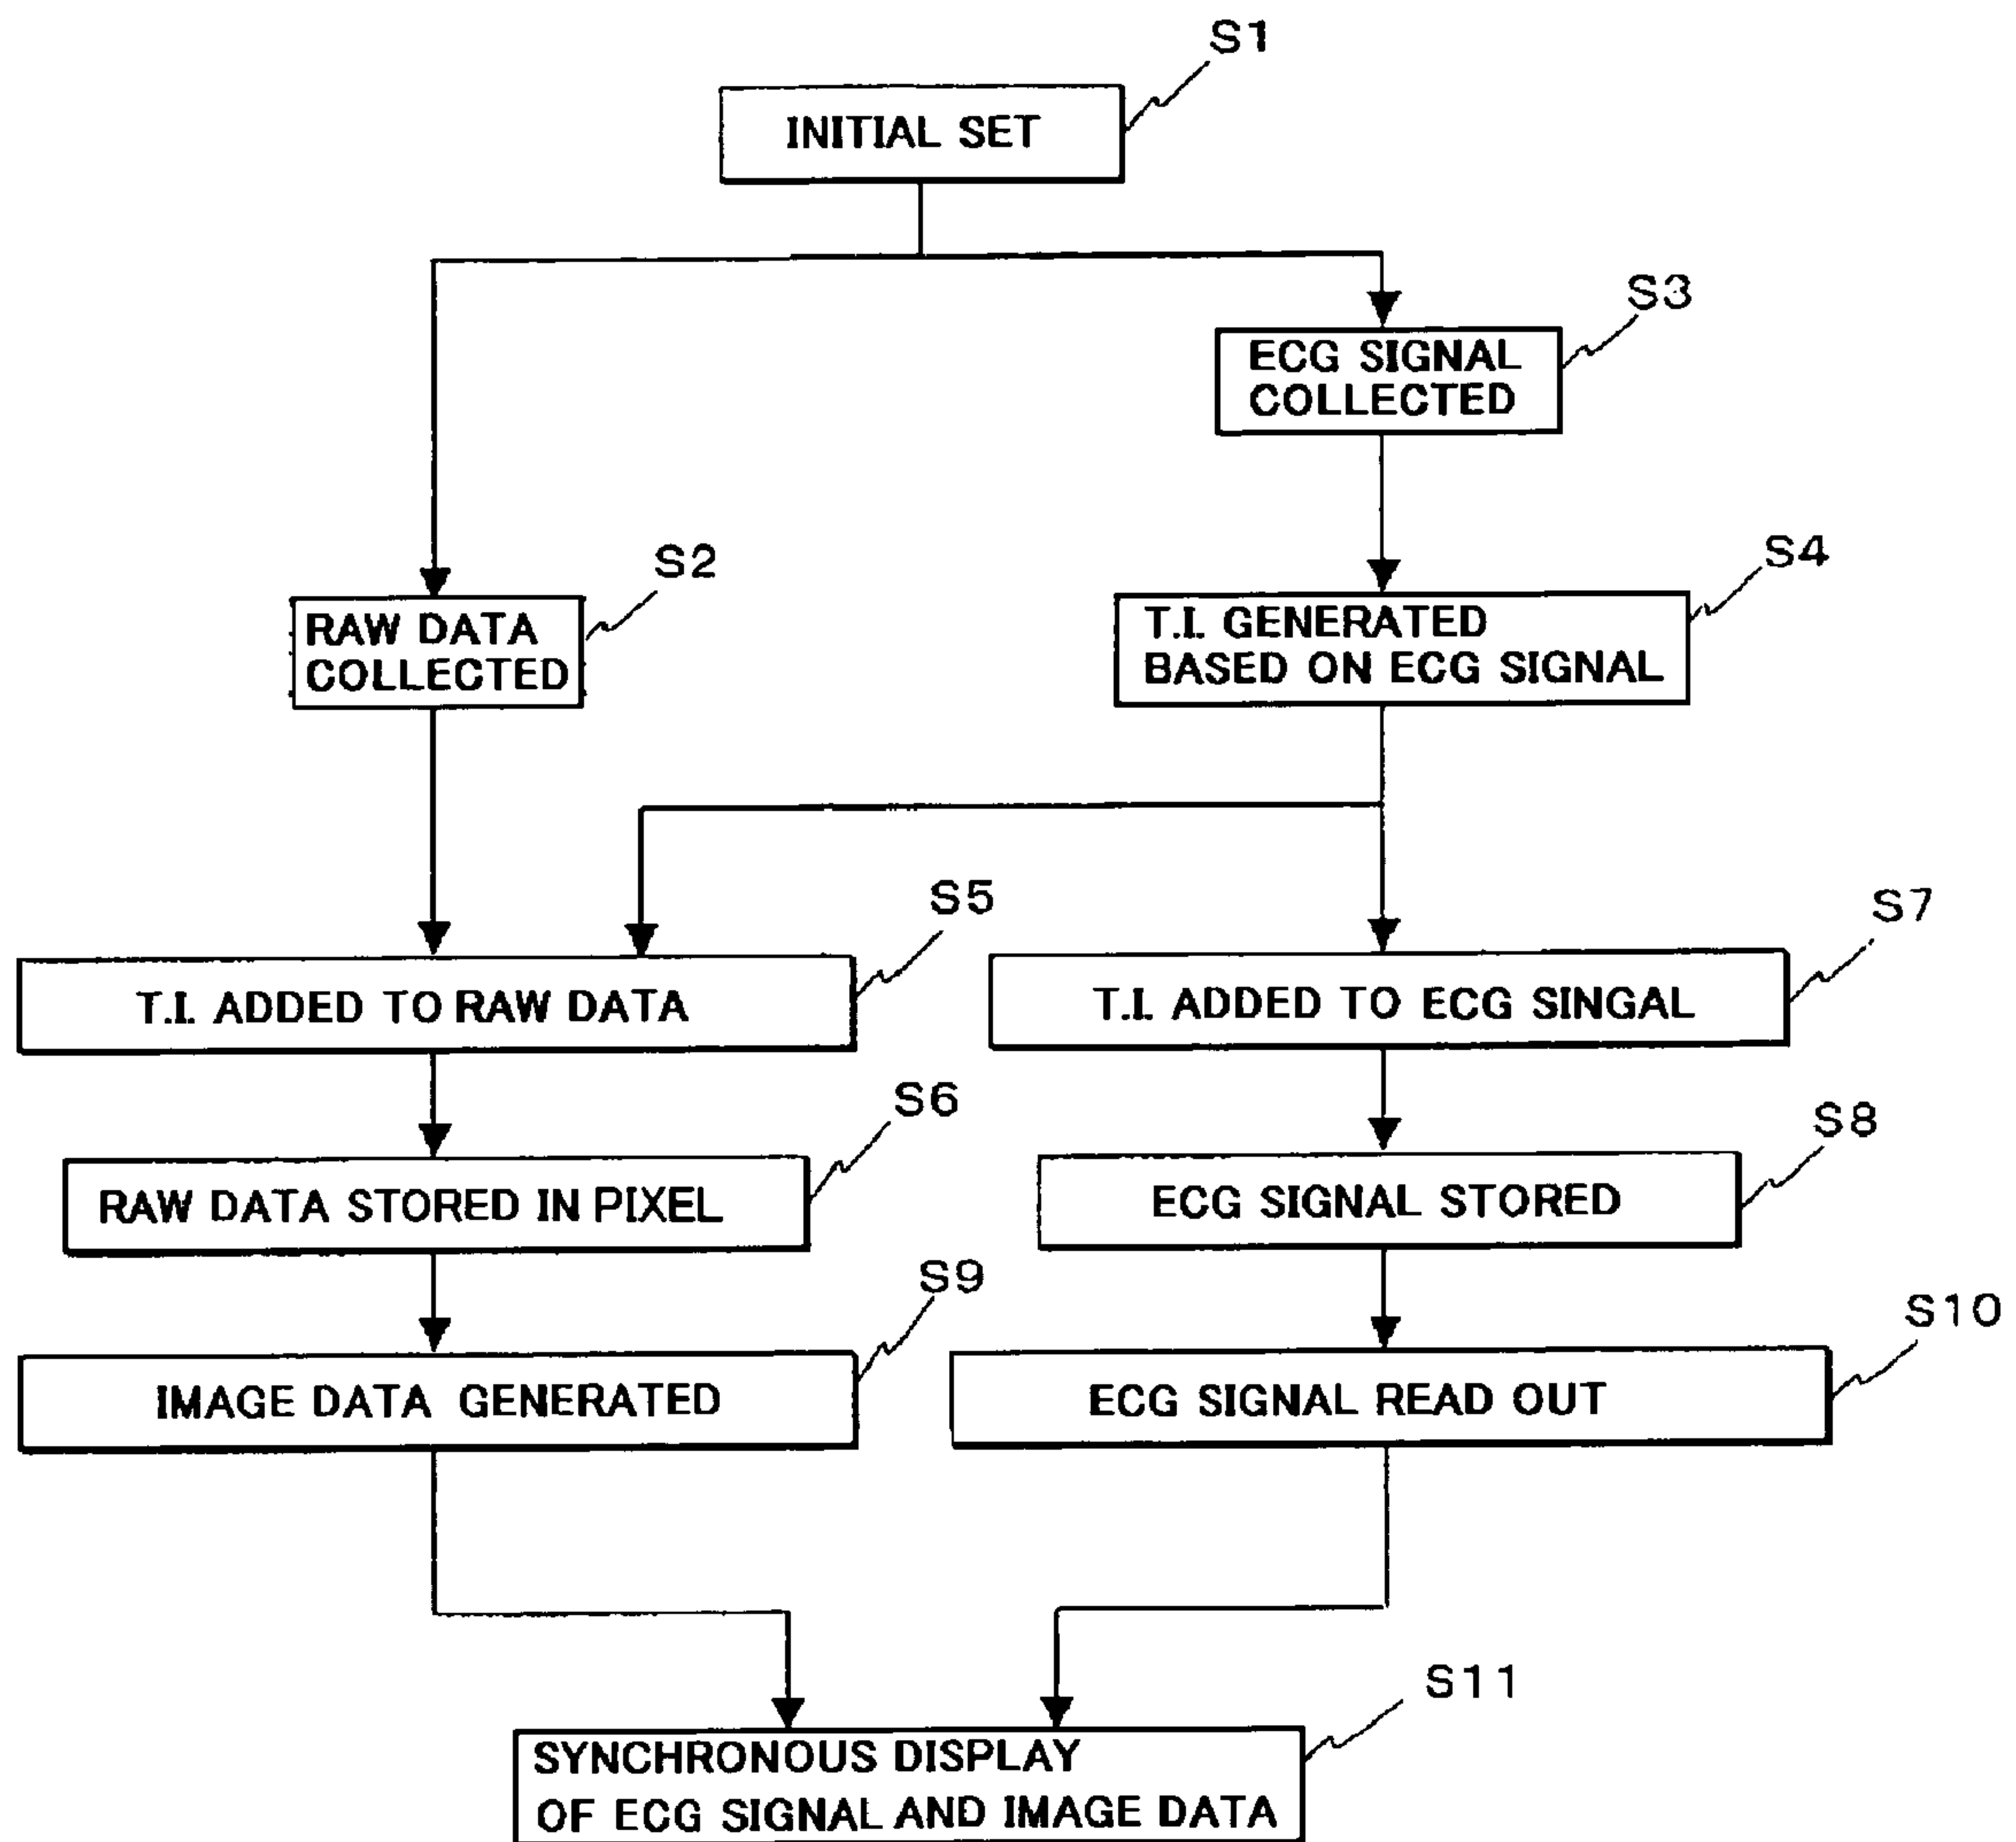 S1
INITIAL SET
S3
ECG SIGNAL
COLLECTED
S2
RAW DATA
COLLECTED
S4
T.I. GENERATED
BASED ON ECG SIGNAL
S5
T.I. ADDED TO RAW DATA
S7
T.I. ADDED TO ECG SINGAL
S6
RAW DATA STORED IN PIXEL
S8
ECG SIGNAL STORED
S9
IMAGE DATA GENERATED
S10
ECG SIGNAL READ OUT
S11
SYNCHRONOUS DISPLAY
OF ECG SIGNAL AND IMAGE DATA